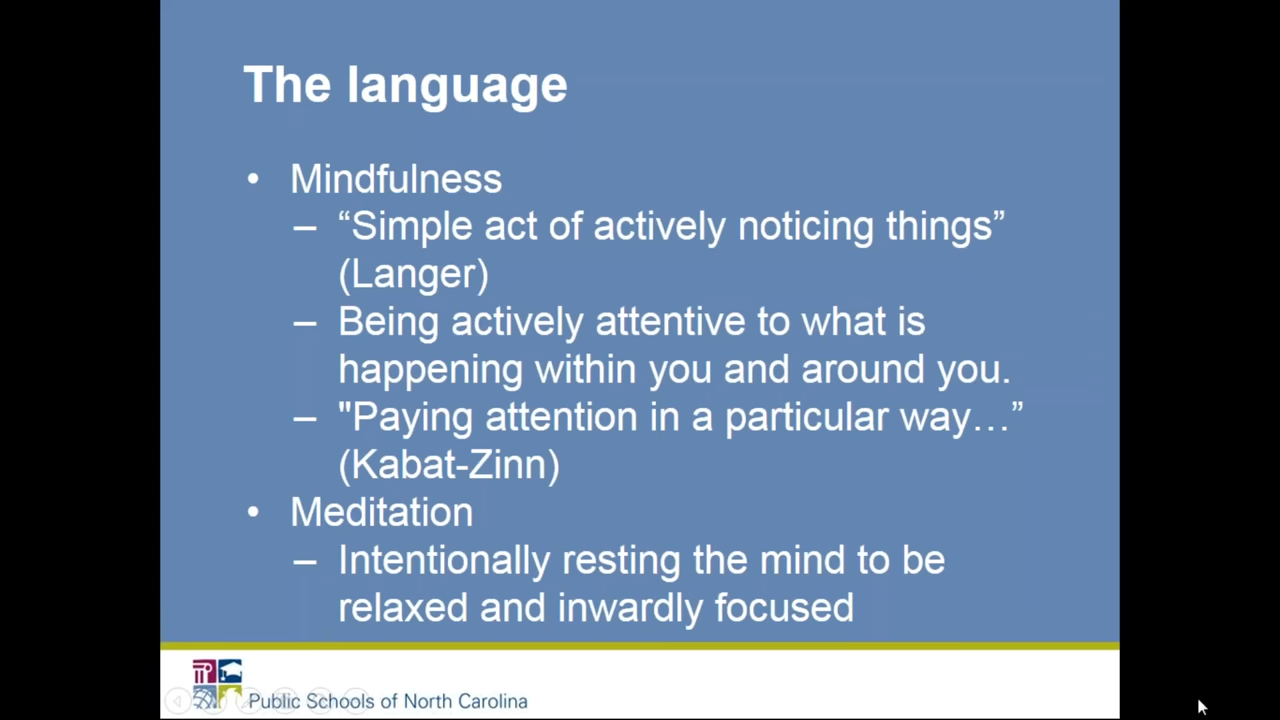 The language
• Mindfulness
– “Simple act of actively noticing things”
(Langer)
– Being actively attentive to what is
happening within you and around you.
– "Paying attention in a particular way…”
(Kabat-Zinn)
• Meditation
– Intentionally resting the mind to be
relaxed and inwardly focused
Public Schools of North Carolina